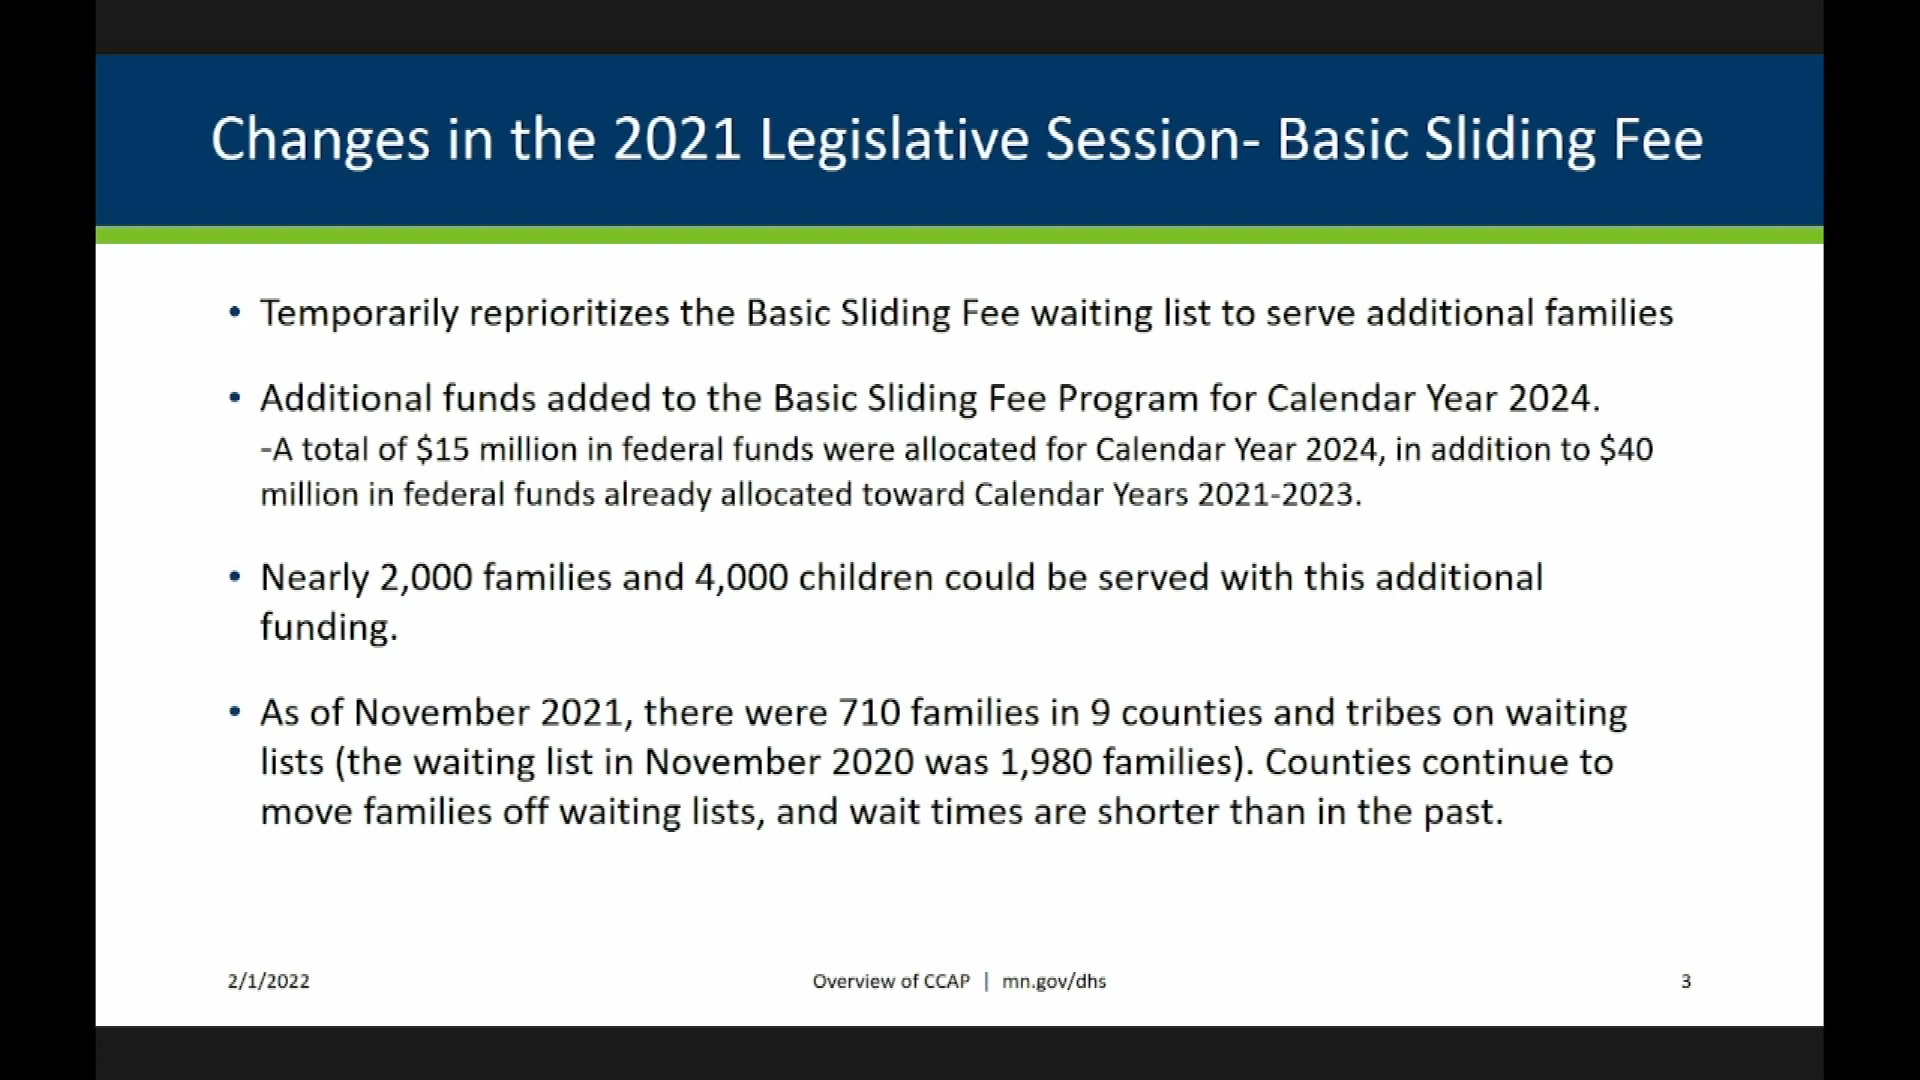 Changes in the 2021 Legislative Session- Basic Sliding Fee
• Temporarily reprioritizes the Basic Sliding Fee waiting list to serve additional families
• Additional funds added to the Basic Sliding Fee Program for Calendar Year 2024.
-A total of $15 million in federal funds were allocated for Calendar Year 2024, in addition to $40
million in federal funds already allocated toward Calendar Years 2021-2023.
• Nearly 2,000 families and 4,000 children could be served with this additional
funding.
• As of November 2021, there were 710 families in 9 counties and tribes on waiting
lists (the waiting list in November 2020 was 1,980 families). Counties continue to
move families off waiting lists, and wait times are shorter than in the past.
2/1/2022
Overview of CCAP | mn.gov/dhs
3